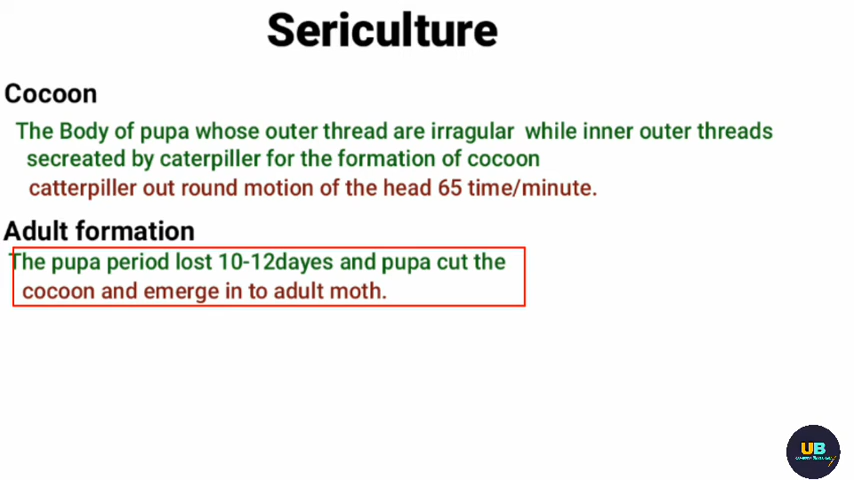 Sericulture
Cocoon
The Body of pupa whose outer thread are irragular while inner outer threads
secreated by caterpiller for the formation of cocoon
catterpiller out round motion of the head 65 time/minute.
Adult formation
The pupa period lost 10-12dayes and pupa cut the
cocoon and emerge in to adult moth.
UB